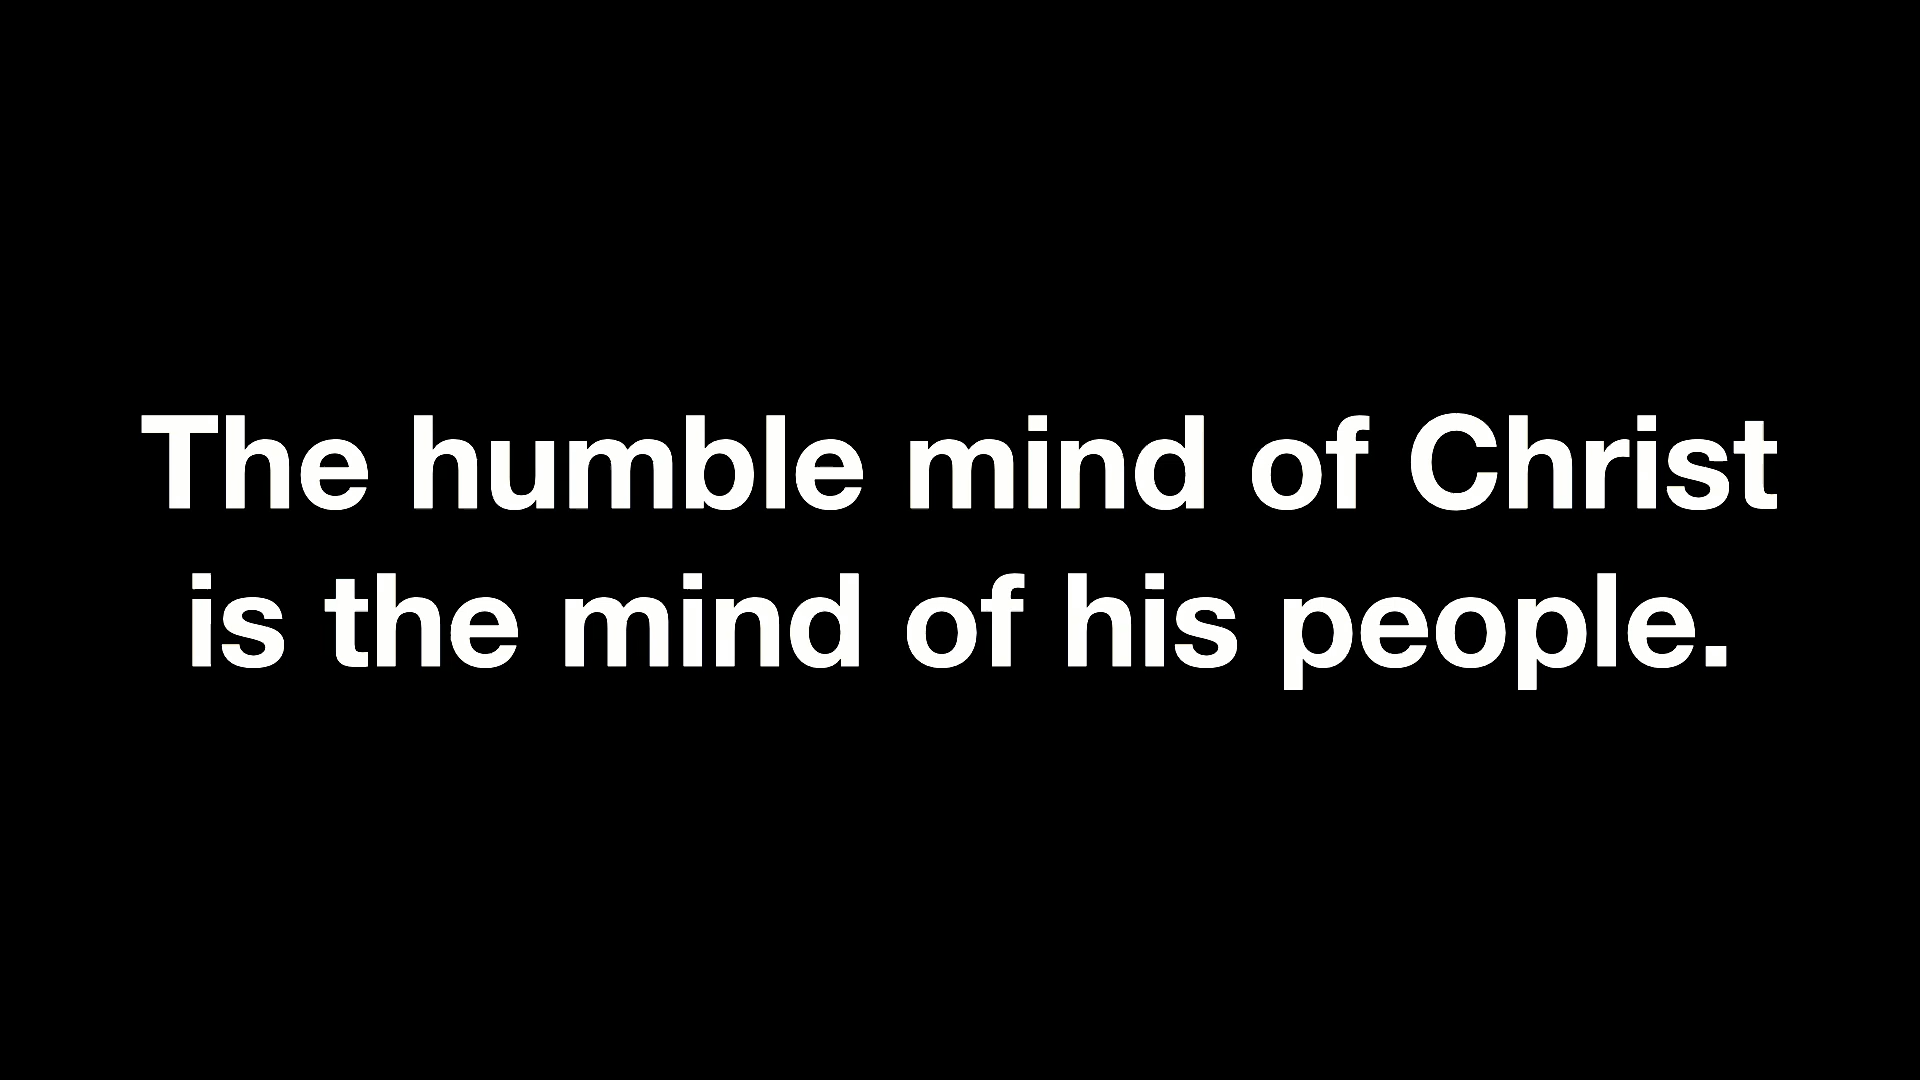 The humble mind of Christ
is the mind of his people.